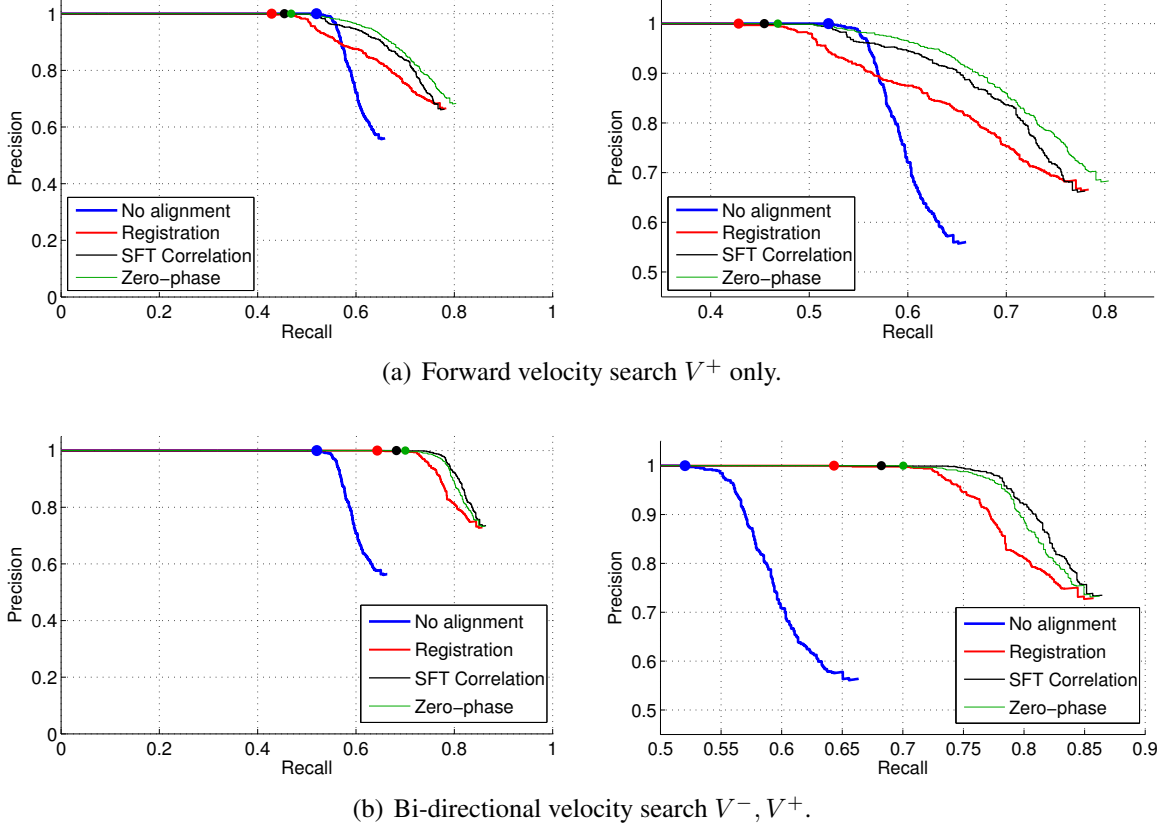 1
0.8
0.6
0.4
0.2
0
Precision
0 0.2 0.4 0.6 0.8 1
Recall
No alignment
Registration
SFT Correlation
Zero−phase
1
0.9
0.8
0.7
0.6
0.5
Precision
0.4 0.5 0.6 0.7 0.8
Recall
No alignment
Registration
SFT Correlation
Zero−phase
(a) Forward velocity search V+ only.
1
0.8
0.6
0.4
0.2
0
Precision
0 0.2 0.4 0.6 0.8 1
Recall
No alignment
Registration
SFT Correlation
Zero−phase
1
0.9
0.8
0.7
0.6
0.5
Precision
0.5 0.55 0.6 0.65 0.7 0.75 0.8 0.85 0.9
Recall
No alignment
Registration
SFT Correlation
Zero−phase
(b) Bi-directional velocity search V−, V+.